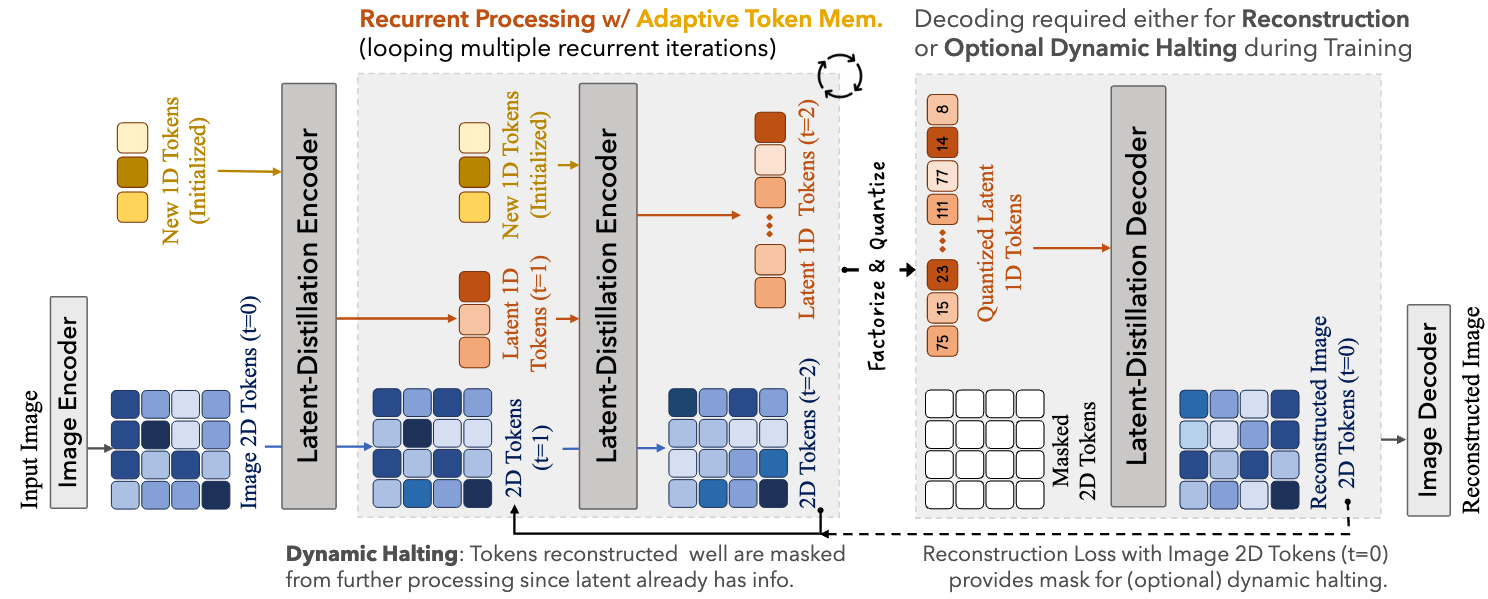 Recurrent Processing w/ Adaptive Token Mem.
(looping multiple recurrent iterations)
Decoding required either for Reconstruction
or Optional Dynamic Halting during Training
Input Image
Image Encoder
New 1D Tokens
(Initialized)
Image 2D Tokens (t=0)
Latent-Distillation Encoder
New 1D Tokens
(Initialized)
Latent 1D
Tokens (t=1)
2D Tokens
(t=1)
Latent-Distillation Encoder
Latent 1D Tokens (t=2)
2D Tokens (t=2)
Factorize & Quantize
8
14
77
111
23
15
75
Quantized Latent
1D Tokens
Masked
2D Tokens
Latent-Distillation Decoder
Reconstructed Image
2D Tokens (t=0)
Image Decoder
Reconstructed Image
Dynamic Halting: Tokens reconstructed well are masked
from further processing since latent already has info.
Reconstruction Loss with Image 2D Tokens (t=0)
provides mask for (optional) dynamic halting.